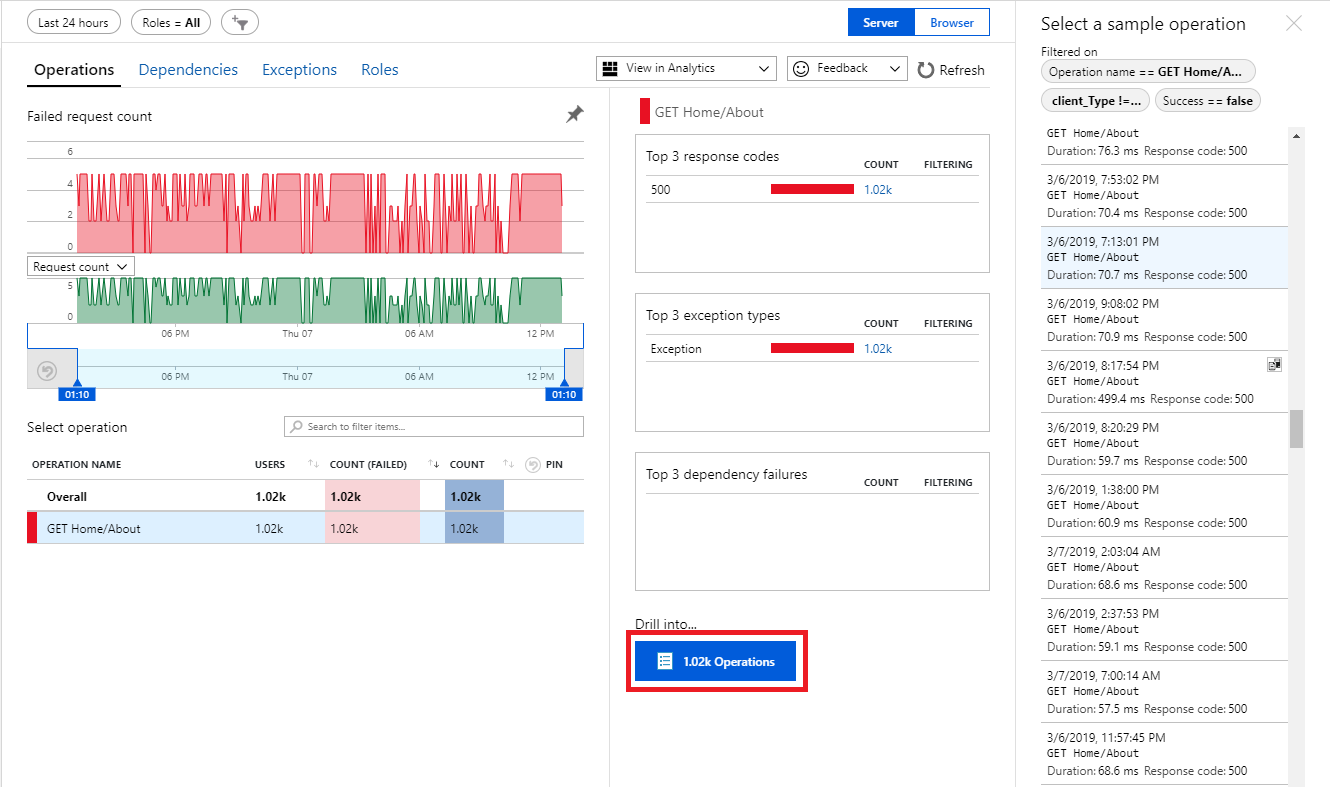 Last 24 hours
Roles = All
Server
Browser
Operations
Dependencies
Exceptions
Roles
View in Analytics
Feedback
Refresh
Failed request count
6
4
2
0
Request count
5
0
06 PM
Thu 07
06 AM
12 PM
06 PM
Thu 07
06 AM
12 PM
01:10
01:10
Select operation
Search to filter items...
OPERATION NAME USERS COUNT (FAILED) COUNT PIN
Overall 1.02k 1.02k 1.02k
GET Home/About 1.02k 1.02k 1.02k
GET Home/About
Top 3 response codes COUNT FILTERING
500 1.02k
Top 3 exception types COUNT FILTERING
Exception 1.02k
Top 3 dependency failures COUNT FILTERING
Drill into...
1.02k Operations
Select a sample operation
Filtered on
Operation name == GET Home/A...
client_Type !=...
Success == false
GET Home/About
Duration: 76.3 ms Response code: 500
3/6/2019, 7:53:02 PM
GET Home/About
Duration: 70.4 ms Response code: 500
3/6/2019, 7:13:01 PM
GET Home/About
Duration: 70.7 ms Response code: 500
3/6/2019, 9:08:02 PM
GET Home/About
Duration: 70.9 ms Response code: 500
3/6/2019, 8:17:54 PM
GET Home/About
Duration: 499.4 ms Response code: 500
3/6/2019, 8:20:29 PM
GET Home/About
Duration: 59.7 ms Response code: 500
3/6/2019, 1:38:00 PM
GET Home/About
Duration: 60.9 ms Response code: 500
3/7/2019, 2:03:04 AM
GET Home/About
Duration: 68.6 ms Response code: 500
3/6/2019, 2:37:53 PM
GET Home/About
Duration: 59.1 ms Response code: 500
3/7/2019, 7:00:14 AM
GET Home/About
Duration: 57.5 ms Response code: 500
3/6/2019, 11:57:45 PM
GET Home/About
Duration: 68.6 ms Response code: 500